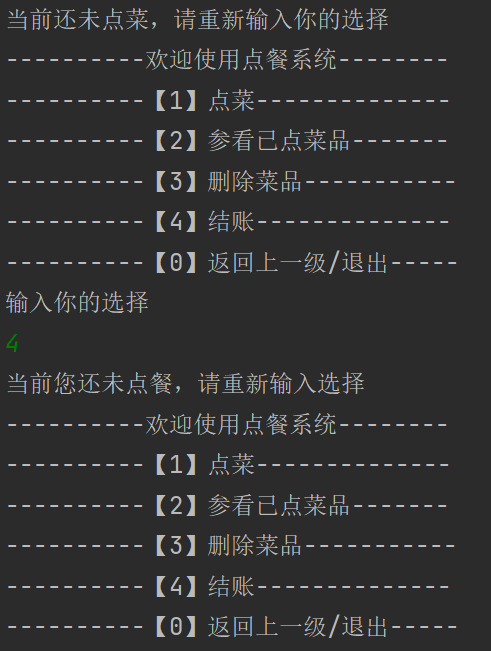 当前还未点菜，请重新输入你的选择
----------欢迎使用点餐系统--------
----------【1】点菜--------------
----------【2】参看已点菜品-------
----------【3】删除菜品-----------
----------【4】结账--------------
----------【0】返回上一级/退出-----
输入你的选择
4
当前您还未点餐，请重新输入选择
----------欢迎使用点餐系统--------
----------【1】点菜--------------
----------【2】参看已点菜品-------
----------【3】删除菜品-----------
----------【4】结账--------------
----------【0】返回上一级/退出-----